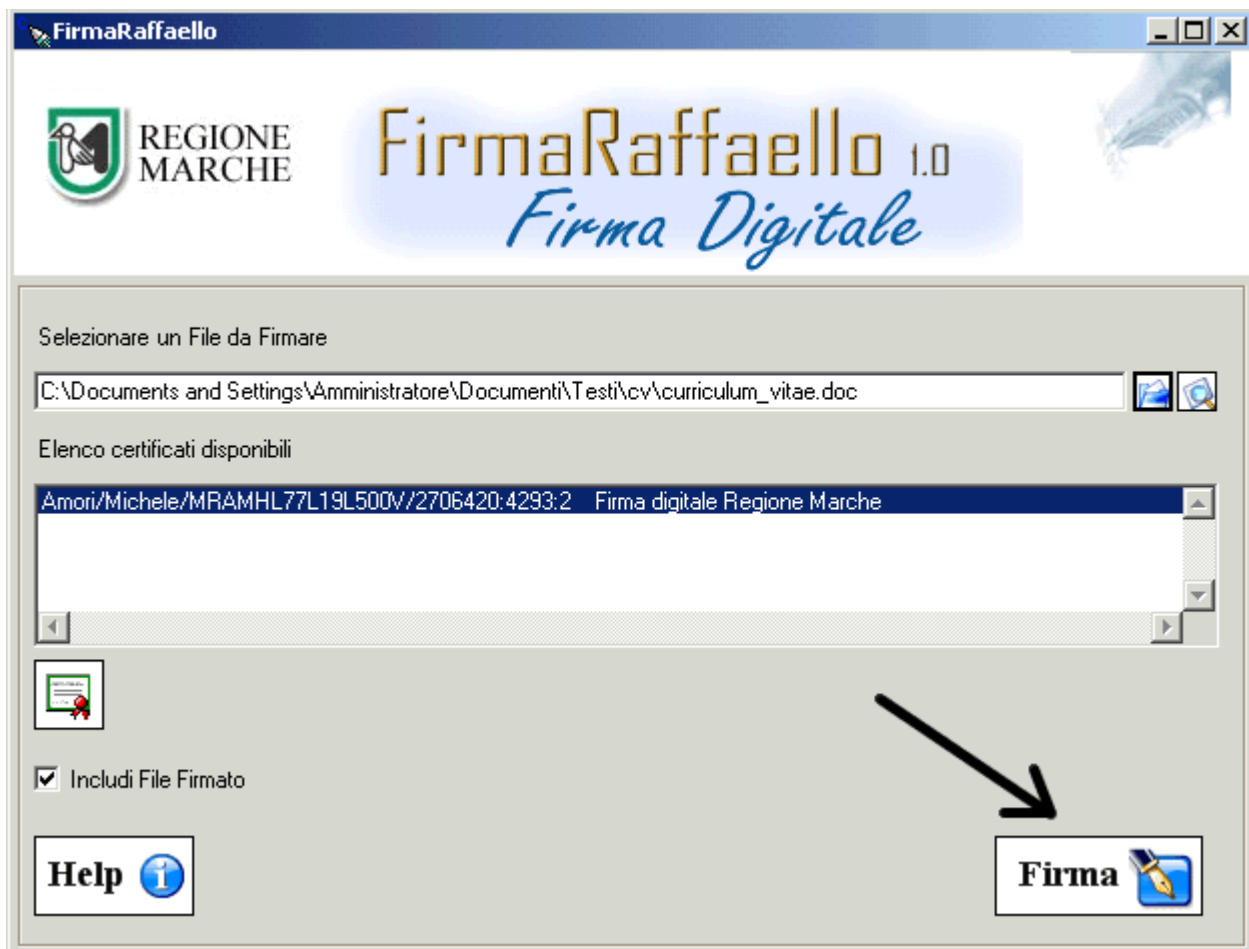 FirmaRaffaello
REGIONE
MARCHE
FirmaRaffaello 1.0
Firma Digitale
Selezionare un File da Firmare
C:\Documents and Settings\Amministratore\Documenti\Testi\cv\curriculum_vitae.doc
Elenco certificati disponibili
Amori/Michele/MRAMHL77L19L500V/2706420:4293:2 Firma digitale Regione Marche
Includi File Firmato
Help
Firma